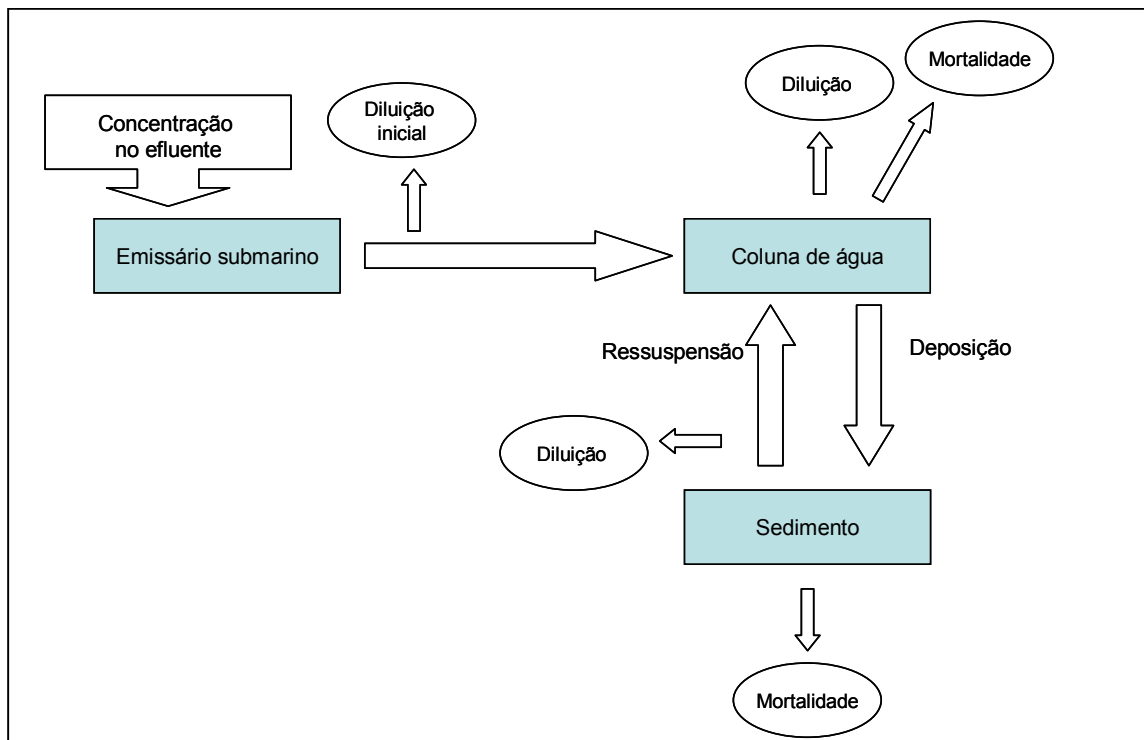 Concentração
no efluente
Diluição
inicial
Diluição
Mortalidade
Emissário submarino
Coluna de água
Ressuspensão
Deposição
Diluição
Sedimento
Mortalidade